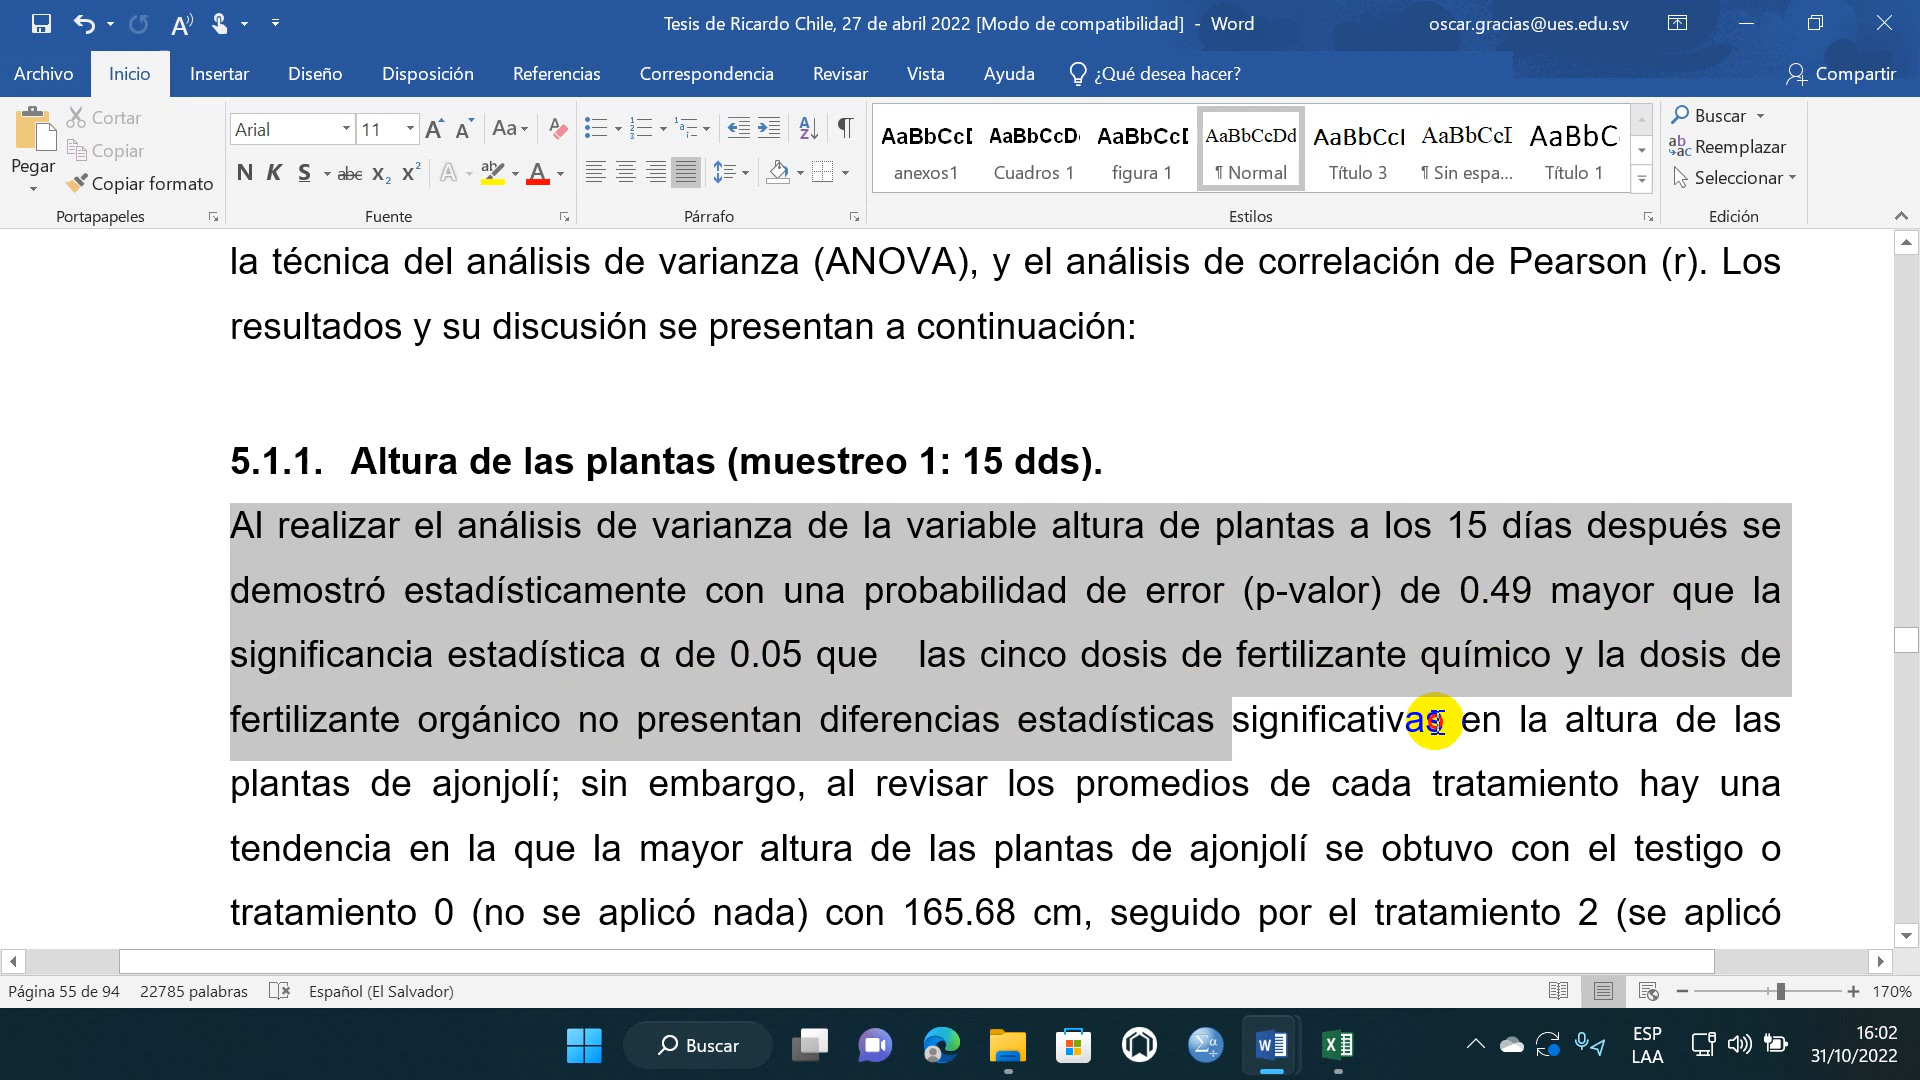 Tesis de Ricardo Chile, 27 de abril 2022 [Modo de compatibilidad] - Word
oscar.gracias@ues.edu.sv
Archivo Inicio Insertar Diseño Disposición Referencias Correspondencia Revisar Vista Ayuda ¿Qué desea hacer? Compartir
Pegar
Cortar
Copiar
Copiar formato
Portapapeles
Arial 11
Aa
N K S abc X₂ X²
Fuente
Párrafo
AaBbCcI AaBbCcD AaBbCcI AaBbCcDd AaBbCcI AaBbCcI AaBbC
anexos1 Cuadros 1 figura 1 ¶ Normal Título 3 ¶ Sin espa... Título 1
Estilos
Buscar
Reemplazar
Seleccionar
Edición
la técnica del análisis de varianza (ANOVA), y el análisis de correlación de Pearson (r). Los
resultados y su discusión se presentan a continuación:
5.1.1. Altura de las plantas (muestreo 1: 15 dds).
Al realizar el análisis de varianza de la variable altura de plantas a los 15 días después se
demostró estadísticamente con una probabilidad de error (p-valor) de 0.49 mayor que la
significancia estadística α de 0.05 que las cinco dosis de fertilizante químico y la dosis de
fertilizante orgánico no presentan diferencias estadísticas significativas en la altura de las
plantas de ajonjolí; sin embargo, al revisar los promedios de cada tratamiento hay una
tendencia en la que la mayor altura de las plantas de ajonjolí se obtuvo con el testigo o
tratamiento 0 (no se aplicó nada) con 165.68 cm, seguido por el tratamiento 2 (se aplicó
Página 55 de 94 22785 palabras Español (El Salvador) 170%
Buscar
ESP
LAA
16:02
31/10/2022